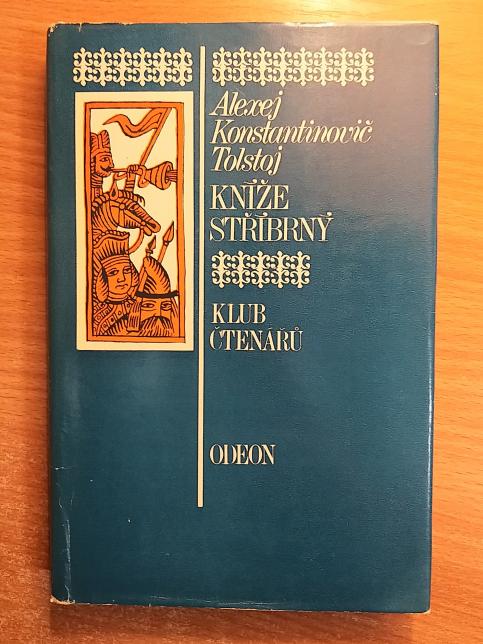 Alexej
Konstantinovič
Tolstoj
KNÍŽE
STŘÍBRNÝ
KLUB
ČTENÁŘŮ
ODEON